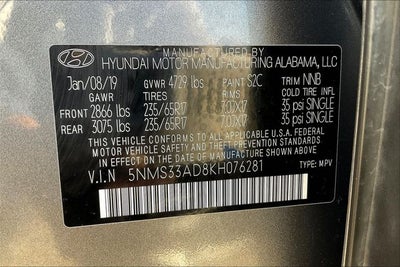 MANUFACTURED BY
HYUNDAI MOTOR MANUFACTURING ALABAMA, LLC
Jan/08/19 GVWR 4729 lbs PAINT S2C TRIM NNB
GAWR TIRES RIMS COLD TIRE INFL
FRONT 2866 lbs 235/65R17 7.0JX17 35 psi SINGLE
REAR 3075 lbs 235/65R17 7.0JX17 35 psi SINGLE
THIS VEHICLE CONFORMS TO ALL APPLICABLE U.S.A. FEDERAL
MOTOR VEHICLE SAFETY AND THEFT PREVENTION STANDARDS
IN EFFECT ON THE DATE OF MANUFACTURE SHOWN ABOVE.
V.I.N 5NMS33AD8KH076281 TYPE: MPV